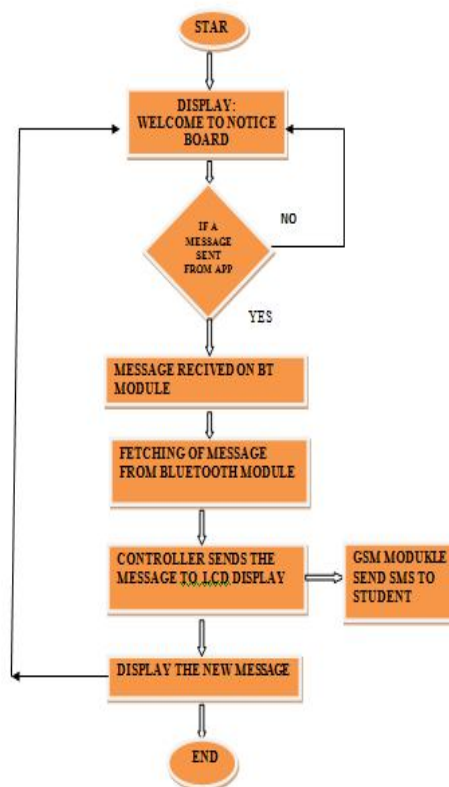 STAR
DISPLAY:
WELCOME TO NOTICE
BOARD
NO
IF A
MESSAGE
SENT
FROM APP
YES
MESSAGE RECIVED ON BT
MODULE
FETCHING OF MESSAGE
FROM BLUETOOTH MODULE
CONTROLLER SENDS THE
MESSAGE TO LCD DISPLAY
GSM MODUKLE
SEND SMS TO
STUDENT
DISPLAY THE NEW MESSAGE
END